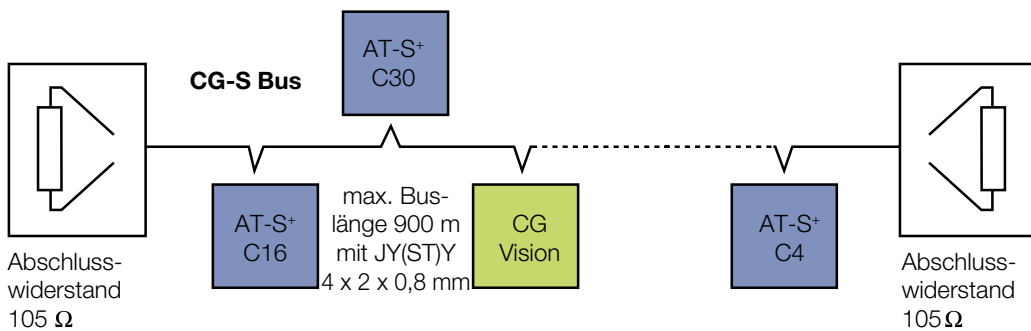 CG-S Bus
AT-S⁺
C30
AT-S⁺
C16
max. Bus-
länge 900 m
mit JY(ST)Y
4 x 2 x 0,8 mm
CG
Vision
AT-S⁺
C4
Abschluss-
widerstand
105 Ω
Abschluss-
widerstand
105 Ω